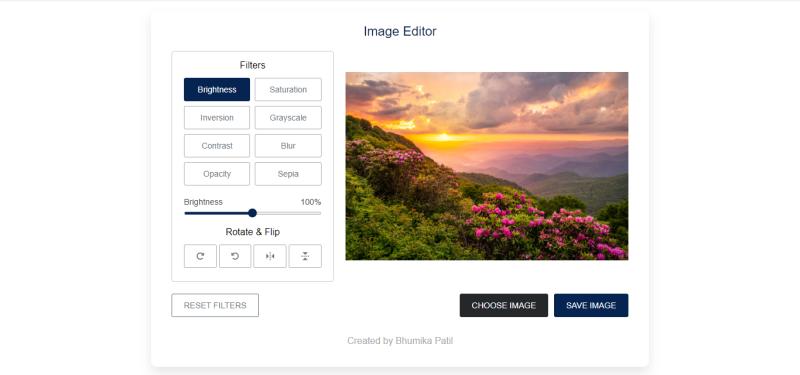 Image Editor
Filters
Brightness
Saturation
Inversion
Grayscale
Contrast
Blur
Opacity
Sepia
Brightness 100%
Rotate & Flip
RESET FILTERS
CHOOSE IMAGE
SAVE IMAGE
Created by Bhumika Patil